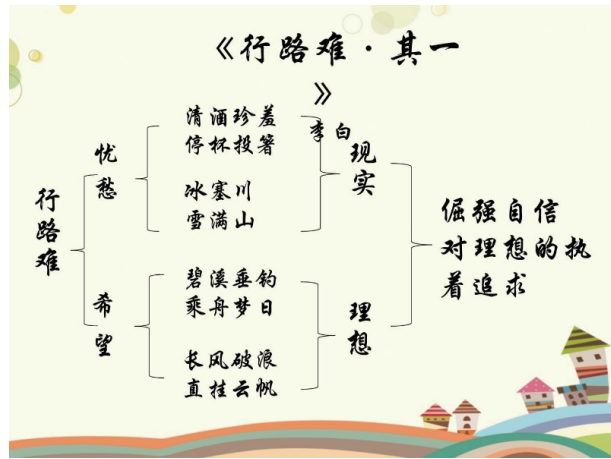 《行路难·其一
》
李白
行路难
忧愁
清酒珍羞
停杯投箸
冰塞川
雪满山
现实
希望
碧溪垂钓
乘舟梦日
长风破浪
直挂云帆
理想
倔强自信
对理想的执
着追求